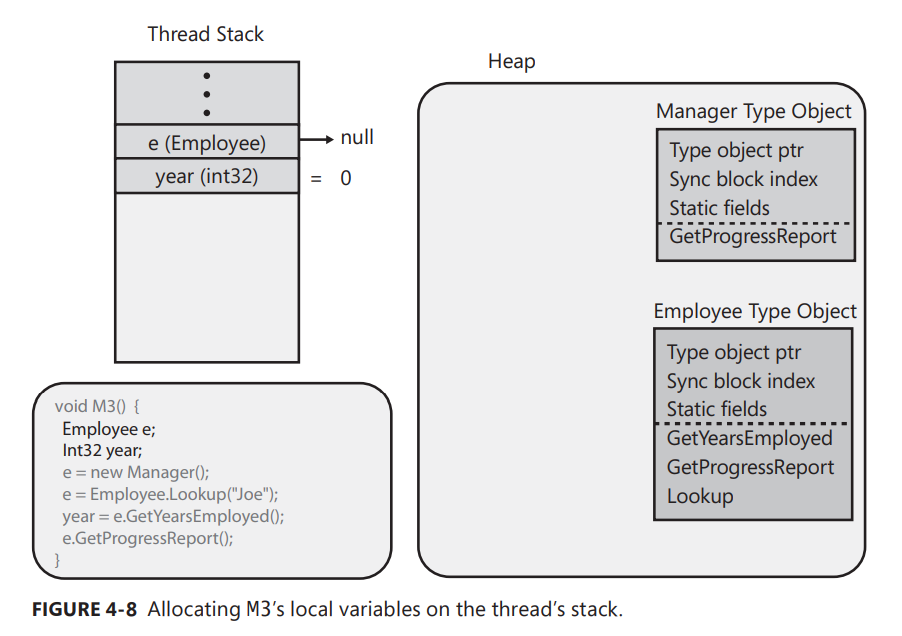 Thread Stack
Heap
e (Employee)
null
year (int32)
= 0
Manager Type Object
Type object ptr
Sync block index
Static fields
GetProgressReport
Employee Type Object
Type object ptr
Sync block index
Static fields
GetYearsEmployed
GetProgressReport
Lookup
void M3() {
Employee e;
Int32 year;
e = new Manager();
e = Employee.Lookup("Joe");
year = e.GetYearsEmployed();
e.GetProgressReport();
}
FIGURE 4-8 Allocating M3's local variables on the thread's stack.